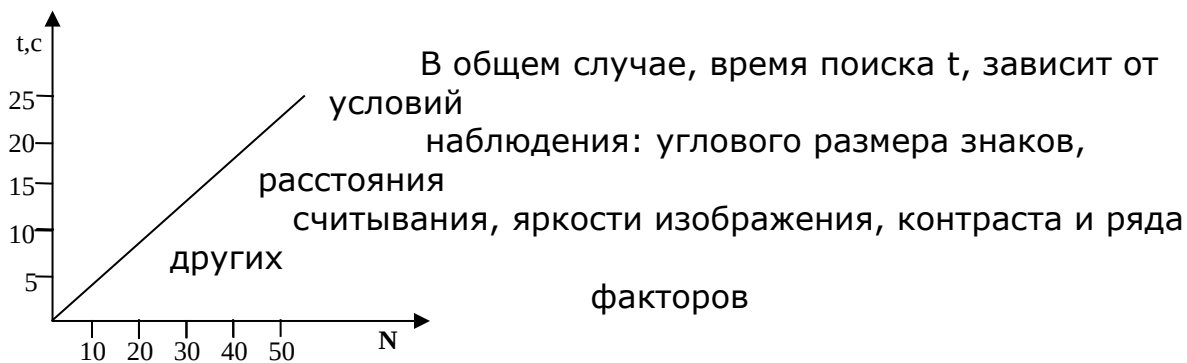 t,с
В общем случае, время поиска t, зависит от
25
условий
20
наблюдения: углового размера знаков,
15
расстояния
10
считывания, яркости изображения, контраста и ряда
5
других
факторов
10 20 30 40 50
N